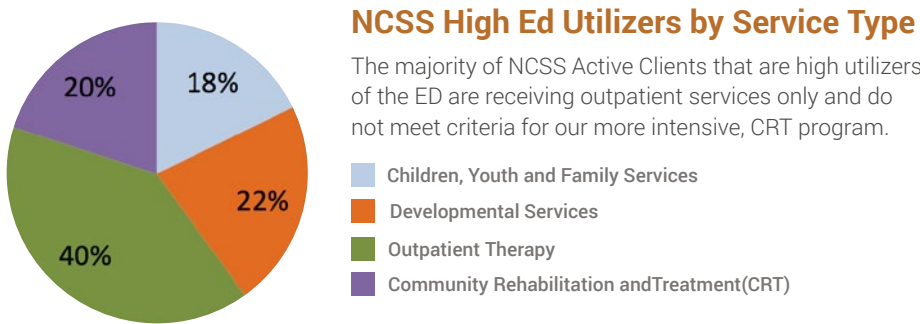 NCSS High Ed Utilizers by Service Type
The majority of NCSS Active Clients that are high utilizers
of the ED are receiving outpatient services only and do
not meet criteria for our more intensive, CRT program.
20%
18%
22%
40%
Children, Youth and Family Services
Developmental Services
Outpatient Therapy
Community Rehabilitation andTreatment(CRT)